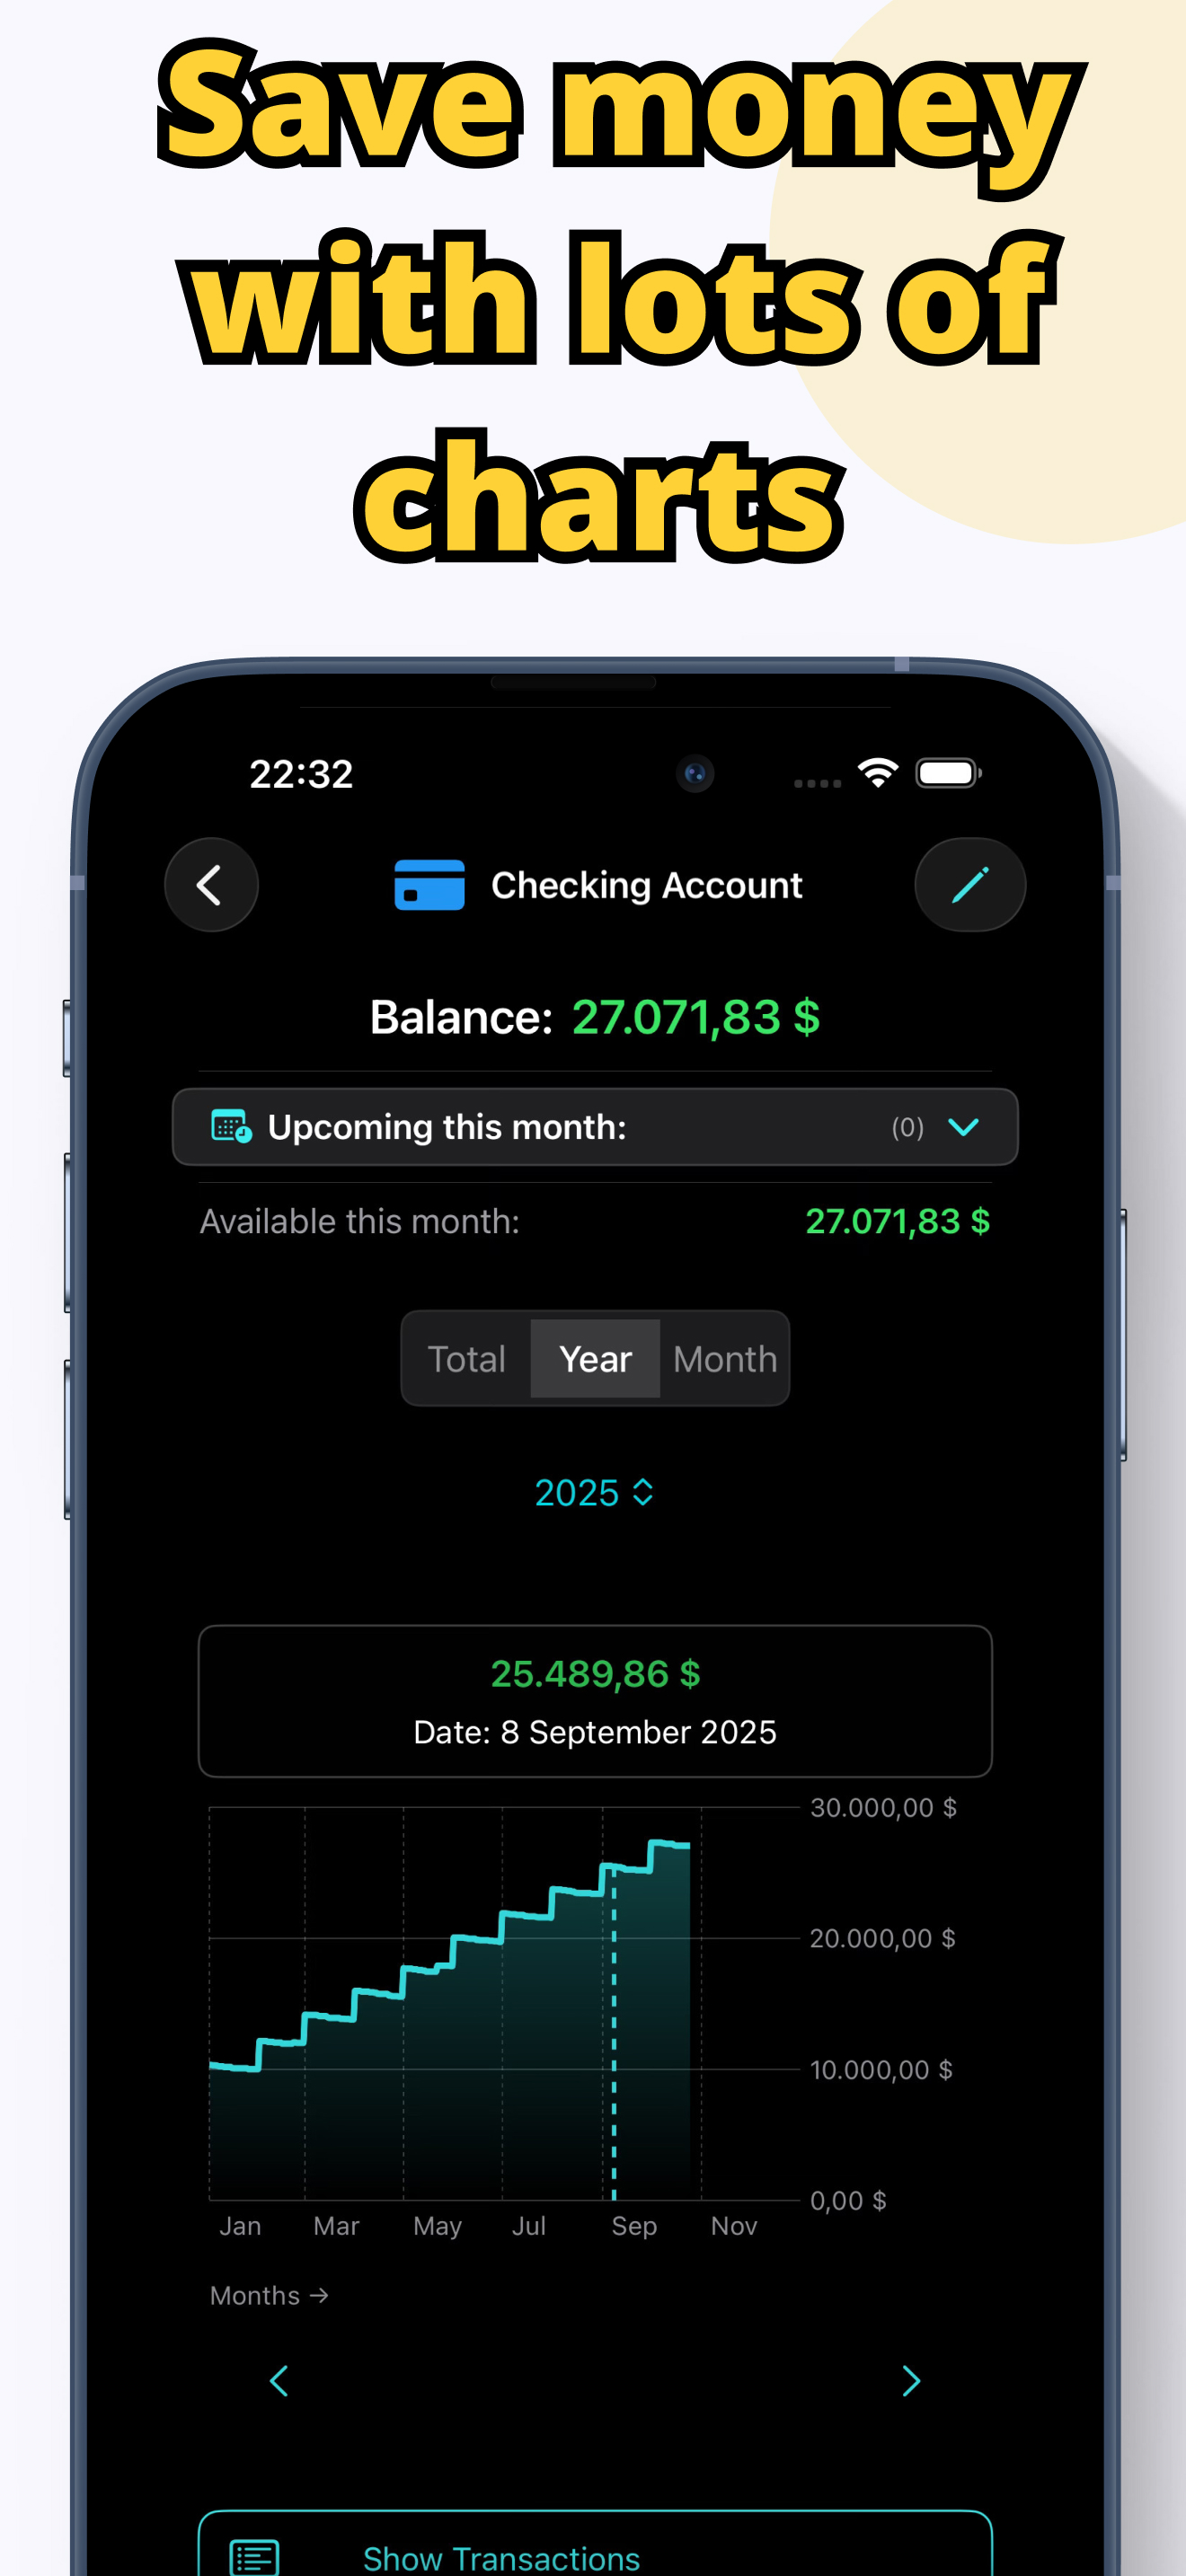 Save money
with lots of
charts
22:32
Checking Account
Balance: 27.071,83 $
Upcoming this month: (0)
Available this month: 27.071,83 $
Total Year Month
2025
25.489,86 $
Date: 8 September 2025
30.000,00 $
20.000,00 $
10.000,00 $
0,00 $
Jan Mar May Jul Sep Nov
Months →
Show Transactions